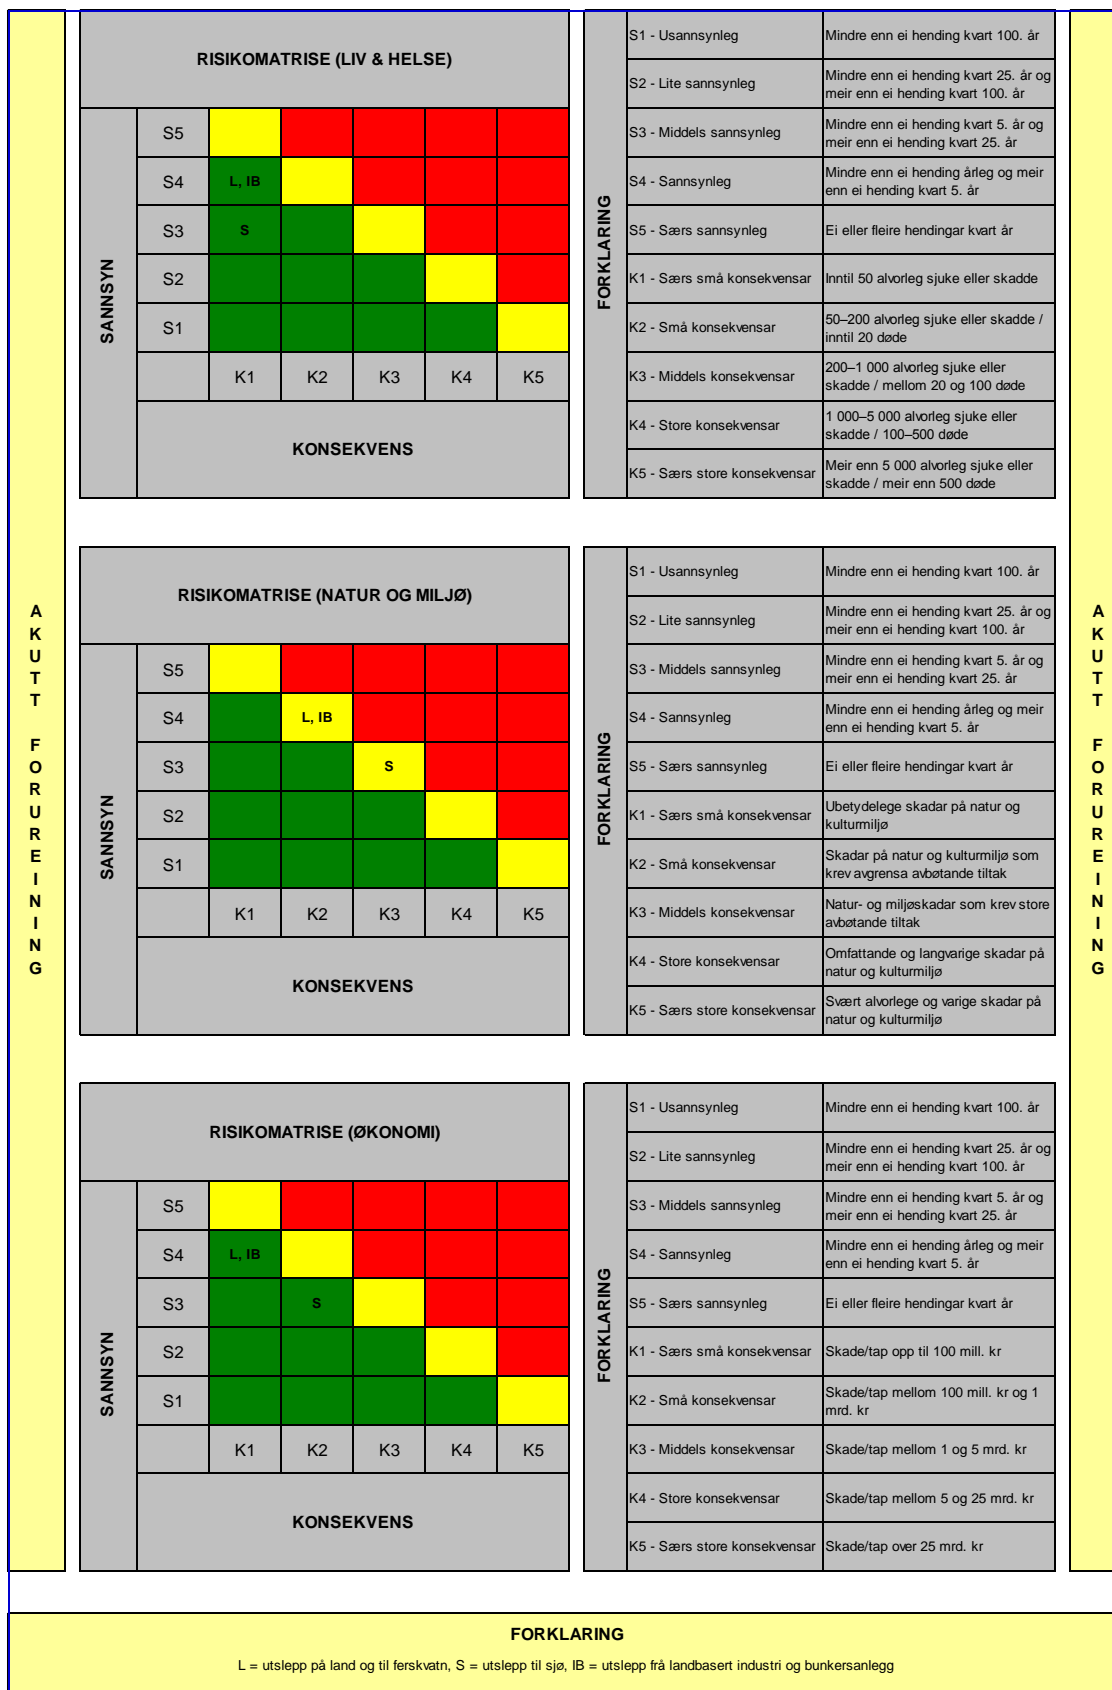 AKUTT FORUREINING
RISIKOMATRISE (LIV & HELSE)
SANNSYN
S5
S4 L, IB
S3 S
S2
S1
K1 K2 K3 K4 K5
KONSEKVENS
FORKLARING
S1 - Usannsynleg
Mindre enn ei hending kvart 100. år
S2 - Lite sannsynleg
Mindre enn ei hending kvart 25. år og
meir enn ei hending kvart 100. år
S3 - Middels sannsynleg
Mindre enn ei hending kvart 5. år og
meir enn ei hending kvart 25. år
S4 - Sannsynleg
Mindre enn ei hending årleg og meir
enn ei hending kvart 5. år
S5 - Særs sannsynleg
Ei eller fleire hendingar kvart år
K1 - Særs små konsekvensar
Inntil 50 alvorleg sjuke eller skadde
K2 - Små konsekvensar
50–200 alvorleg sjuke eller skadde /
inntil 20 døde
K3 - Middels konsekvensar
200–1 000 alvorleg sjuke eller
skadde / mellom 20 og 100 døde
K4 - Store konsekvensar
1 000–5 000 alvorleg sjuke eller
skadde / 100–500 døde
K5 - Særs store konsekvensar
Meir enn 5 000 alvorleg sjuke eller
skadde / meir enn 500 døde
RISIKOMATRISE (NATUR OG MILJØ)
SANNSYN
S5
S4 L, IB
S3 S
S2
S1
K1 K2 K3 K4 K5
KONSEKVENS
FORKLARING
S1 - Usannsynleg
Mindre enn ei hending kvart 100. år
S2 - Lite sannsynleg
Mindre enn ei hending kvart 25. år og
meir enn ei hending kvart 100. år
S3 - Middels sannsynleg
Mindre enn ei hending kvart 5. år og
meir enn ei hending kvart 25. år
S4 - Sannsynleg
Mindre enn ei hending årleg og meir
enn ei hending kvart 5. år
S5 - Særs sannsynleg
Ei eller fleire hendingar kvart år
K1 - Særs små konsekvensar
Ubetydelege skadar på natur og
kulturmiljø
K2 - Små konsekvensar
Skadar på natur og kulturmiljø som
krev avgrensa avbøtande tiltak
K3 - Middels konsekvensar
Natur- og miljøskadar som krev store
avbøtande tiltak
K4 - Store konsekvensar
Omfattande og langvarige skadar på
natur og kulturmiljø
K5 - Særs store konsekvensar
Svært alvorlege og varige skadar på
natur og kulturmiljø
RISIKOMATRISE (ØKONOMI)
SANNSYN
S5
S4 L, IB
S3 S
S2
S1
K1 K2 K3 K4 K5
KONSEKVENS
FORKLARING
S1 - Usannsynleg
Mindre enn ei hending kvart 100. år
S2 - Lite sannsynleg
Mindre enn ei hending kvart 25. år og
meir enn ei hending kvart 100. år
S3 - Middels sannsynleg
Mindre enn ei hending kvart 5. år og
meir enn ei hending kvart 25. år
S4 - Sannsynleg
Mindre enn ei hending årleg og meir
enn ei hending kvart 5. år
S5 - Særs sannsynleg
Ei eller fleire hendingar kvart år
K1 - Særs små konsekvensar
Skade/tap opp til 100 mill. kr
K2 - Små konsekvensar
Skade/tap mellom 100 mill. kr og 1
mrd. kr
K3 - Middels konsekvensar
Skade/tap mellom 1 og 5 mrd. kr
K4 - Store konsekvensar
Skade/tap mellom 5 og 25 mrd. kr
K5 - Særs store konsekvensar
Skade/tap over 25 mrd. kr
AKUTT FORUREINING
FORKLARING
L = utslepp på land og til ferskvatn, S = utslepp til sjø, IB = utslepp frå landbasert industri og bunkersanlegg